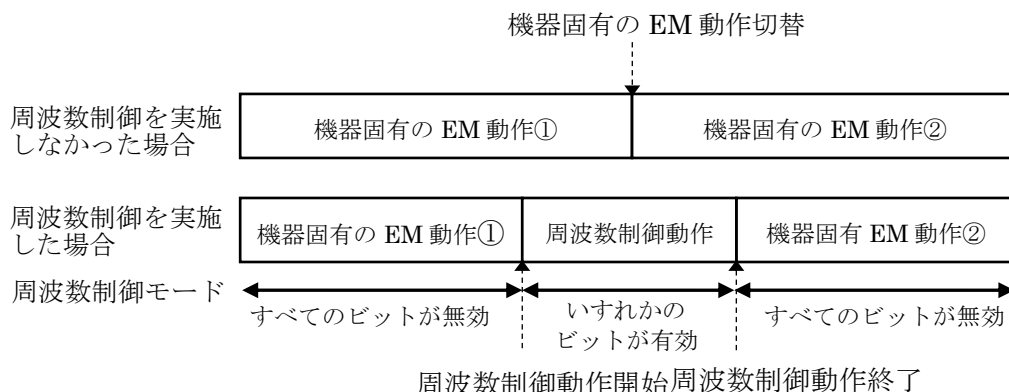 機器固有の EM 動作切替
周波数制御を実施
しなかった場合
機器固有の EM 動作①
機器固有の EM 動作②
周波数制御を実施
した場合
機器固有の EM 動作①
周波数制御動作
機器固有 EM 動作②
周波数制御モード
すべてのビットが無効
いすれかの
ビットが有効
すべてのビットが無効
周波数制御動作開始
周波数制御動作終了